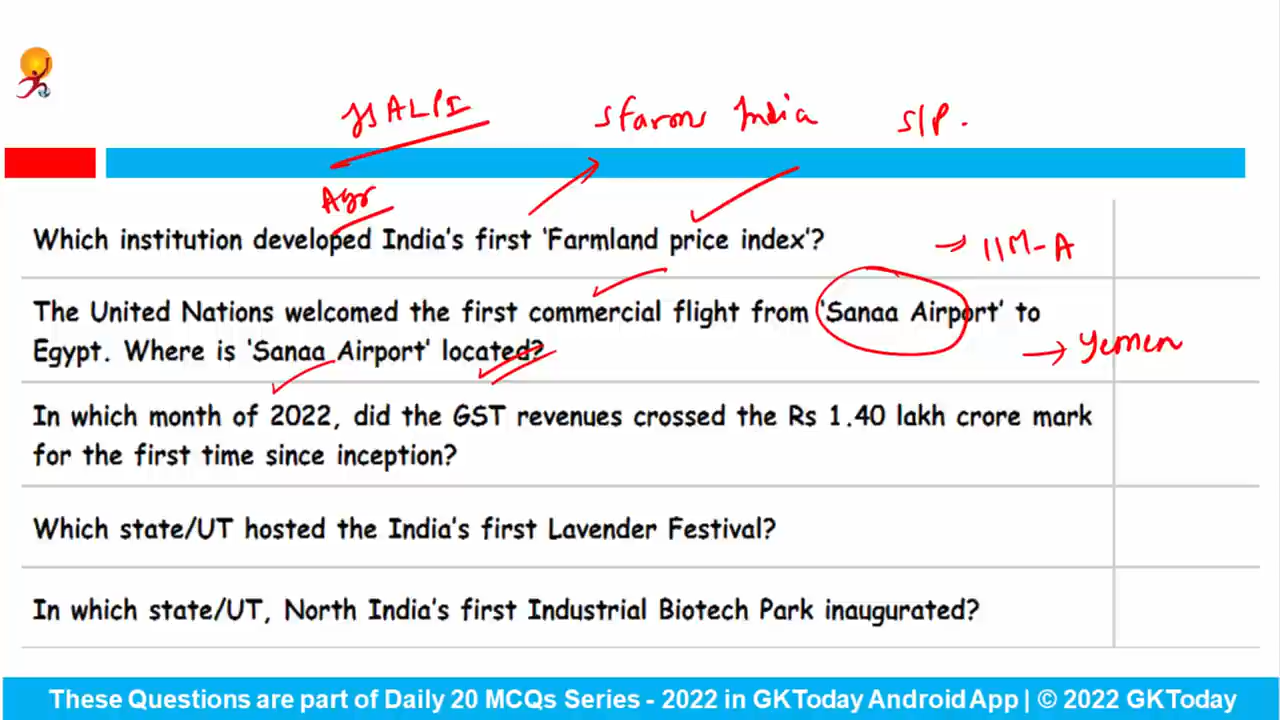 ISALPI
SFarms India
S/P.
Agr
Which institution developed India's first 'Farmland price index'?
→ IIM-A
The United Nations welcomed the first commercial flight from 'Sanaa Airport' to
Egypt. Where is 'Sanaa Airport' located?
→ Yemen
In which month of 2022, did the GST revenues crossed the Rs 1.40 lakh crore mark
for the first time since inception?
Which state/UT hosted the India's first Lavender Festival?
In which state/UT, North India's first Industrial Biotech Park inaugurated?
These Questions are part of Daily 20 MCQs Series - 2022 in GKToday Android App | © 2022 GKToday